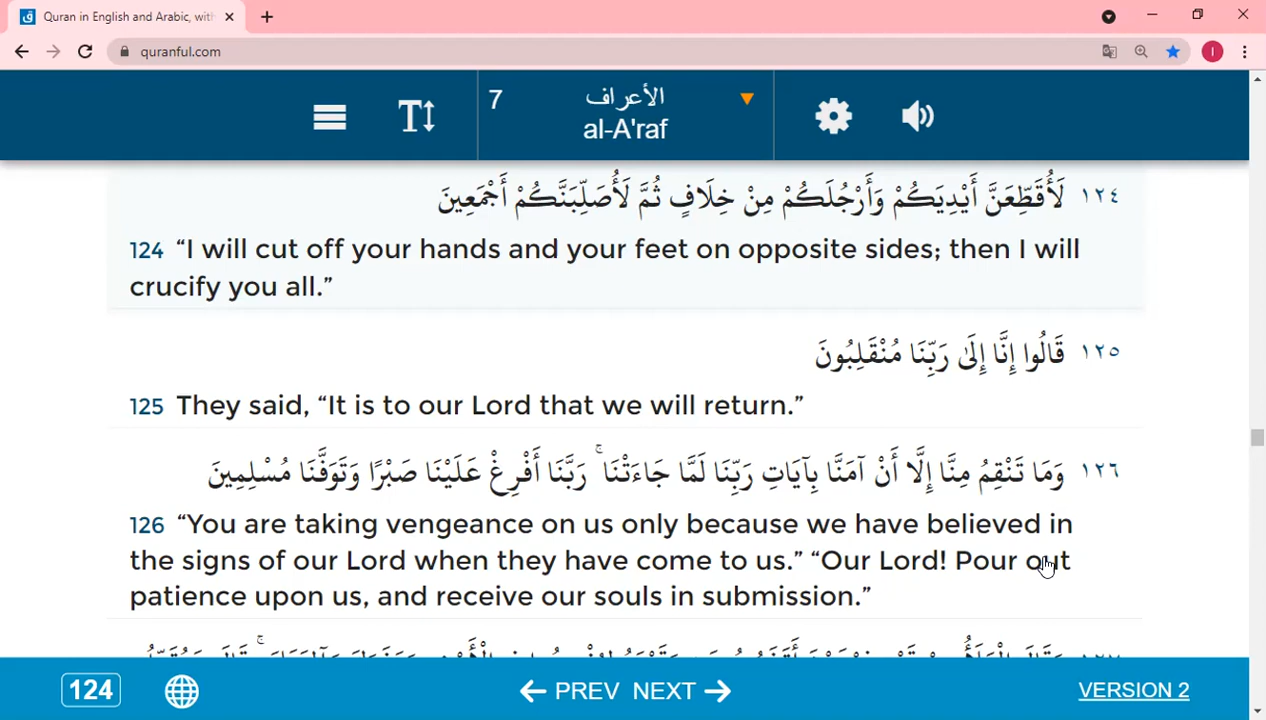 Quran in English and Arabic, with
quranful.com
7
الأعراف
al-A'raf
١٢٤ لَأُقَطِّعَنَّ أَيْدِيَكُمْ وَأَرْجُلَكُمْ مِنْ خِلَافٍ ثُمَّ لَأُصَلِّبَنَّكُمْ أَجْمَعِينَ
124 “I will cut off your hands and your feet on opposite sides; then I will
crucify you all.”
١٢٥ قَالُوا إِنَّا إِلَىٰ رَبِّنَا مُنْقَلِبُونَ
125 They said, “It is to our Lord that we will return.”
١٢٦ وَمَا تَنْقِمُ مِنَّا إِلَّا أَنْ آمَنَّا بِآيَاتِ رَبِّنَا لَمَّا جَاءَتْنَا ۚ رَبَّنَا أَفْرِغْ عَلَيْنَا صَبْرًا وَتَوَفَّنَا مُسْلِمِينَ
126 “You are taking vengeance on us only because we have believed in
the signs of our Lord when they have come to us.” “Our Lord! Pour out
patience upon us, and receive our souls in submission.”
124
PREV NEXT
VERSION 2